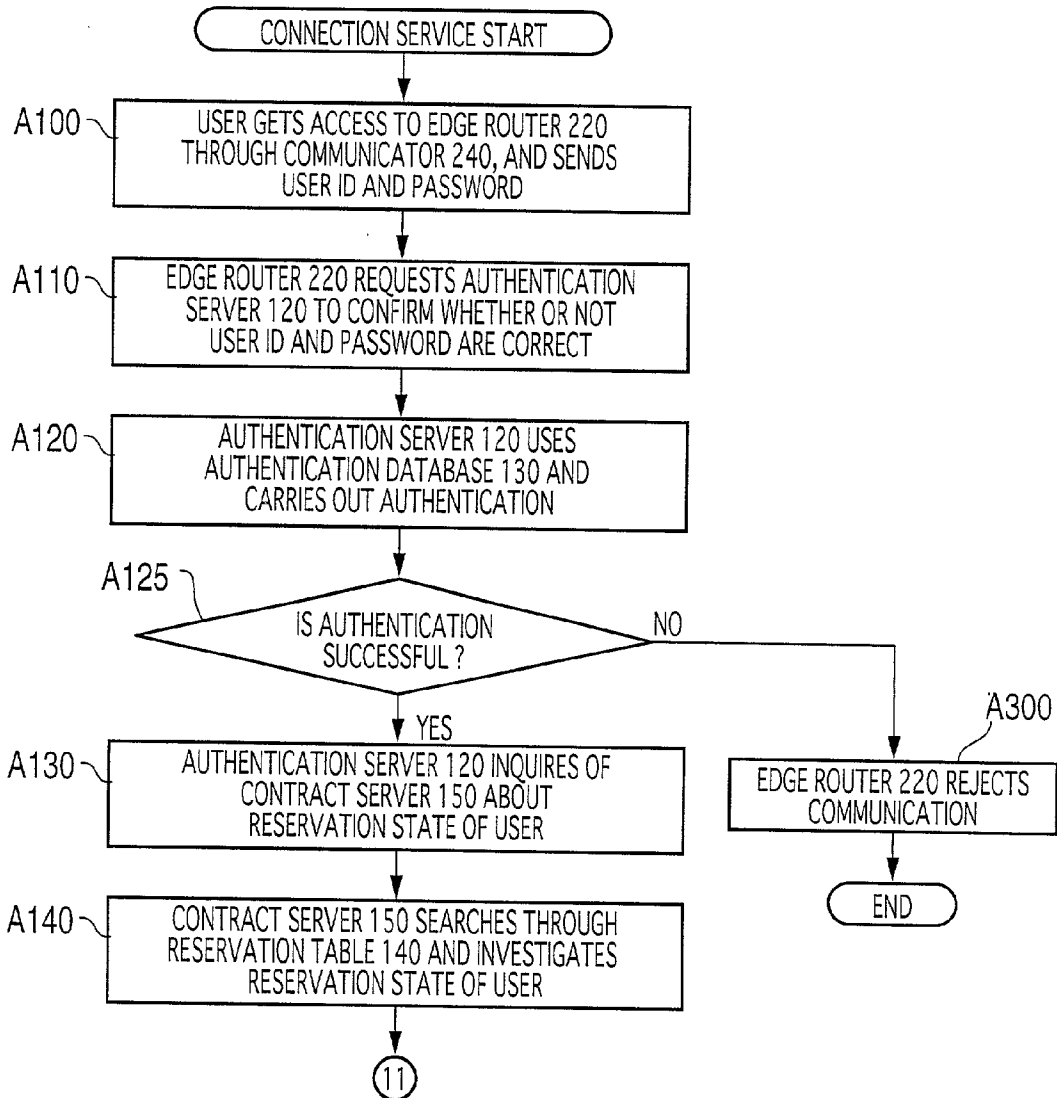 CONNECTION SERVICE START
A100
USER GETS ACCESS TO EDGE ROUTER 220
THROUGH COMMUNICATOR 240, AND SENDS
USER ID AND PASSWORD
A110
EDGE ROUTER 220 REQUESTS AUTHENTICATION
SERVER 120 TO CONFIRM WHETHER OR NOT
USER ID AND PASSWORD ARE CORRECT
A120
AUTHENTICATION SERVER 120 USES
AUTHENTICATION DATABASE 130 AND
CARRIES OUT AUTHENTICATION
A125
IS AUTHENTICATION
SUCCESSFUL ?
NO
YES
A130
AUTHENTICATION SERVER 120 INQUIRES OF
CONTRACT SERVER 150 ABOUT
RESERVATION STATE OF USER
A300
EDGE ROUTER 220 REJECTS
COMMUNICATION
END
A140
CONTRACT SERVER 150 SEARCHES THROUGH
RESERVATION TABLE 140 AND INVESTIGATES
RESERVATION STATE OF USER
11